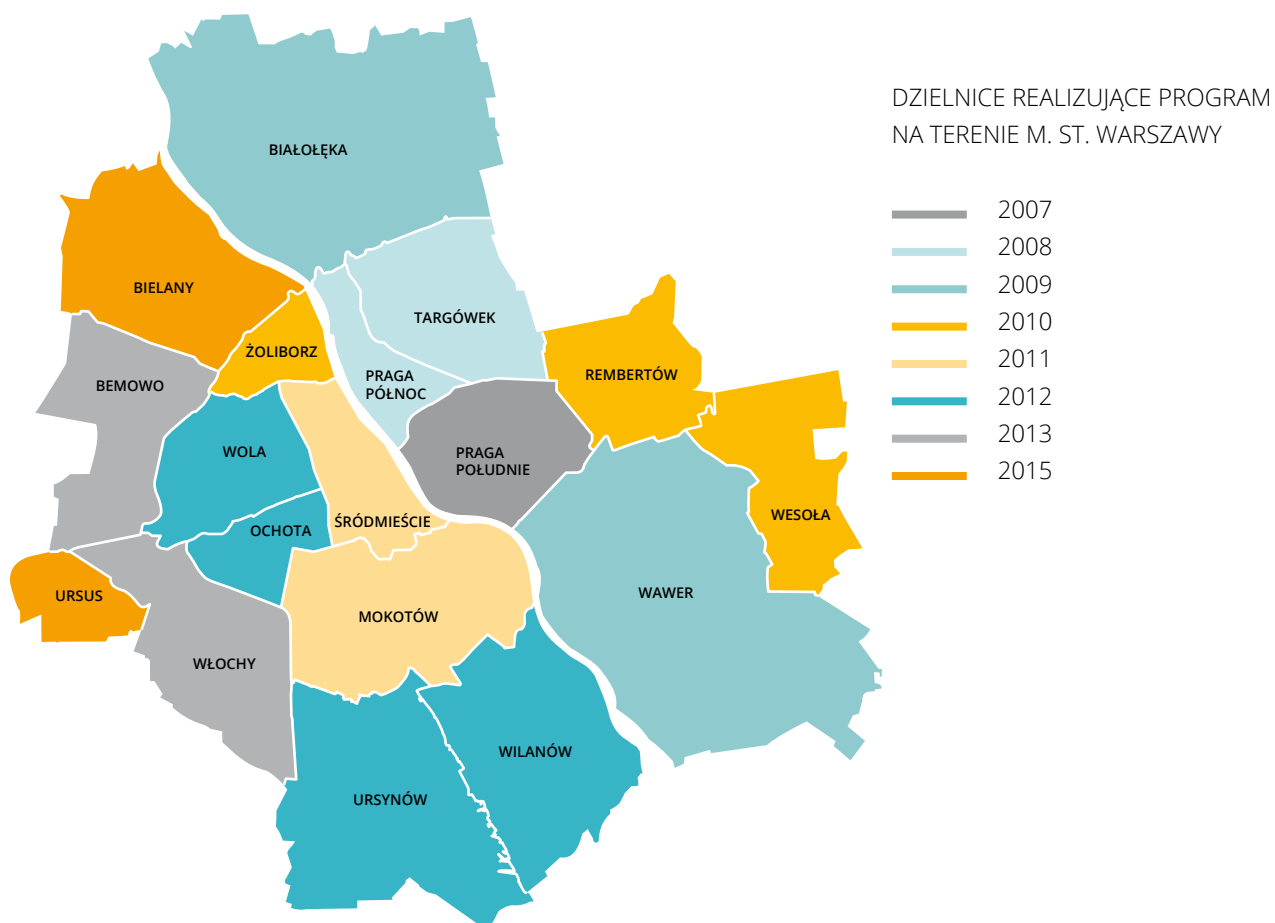 DZIELNICE REALIZUJĄCE PROGRAM
NA TERENIE M. ST. WARSZAWY
2007
2008
2009
2010
2011
2012
2013
2015
BIAŁOŁĘKA
BIELANY
TARGÓWEK
ŻOLIBORZ
REMBERTÓW
BEMOWO
PRAGA
PÓŁNOC
WOLA
PRAGA
POŁUDNIE
WESOŁA
ŚRÓDMIEŚCIE
OCHOTA
URSUS
WAWER
MOKOTÓW
WŁOCHY
WILANÓW
URSYNÓW